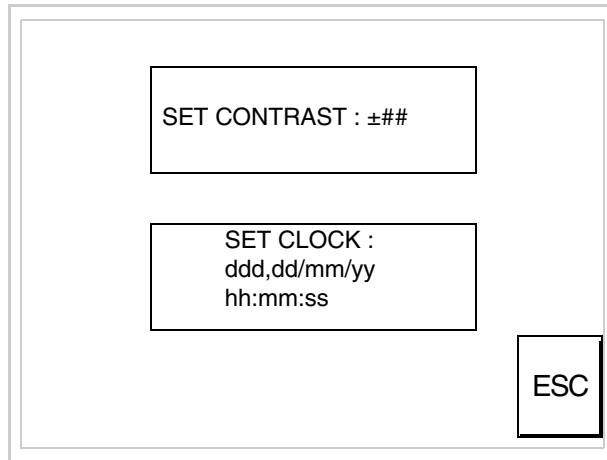 SET CONTRAST : ±##
SET CLOCK :
ddd,dd/mm/yy
hh:mm:ss
ESC